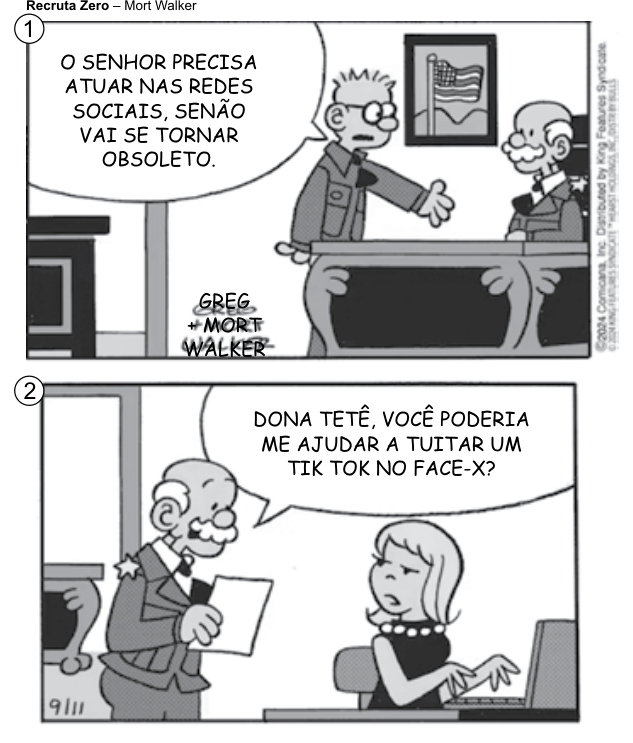 Recruta Zero – Mort Walker
1
O SENHOR PRECISA
ATUAR NAS REDES
SOCIAIS, SENÃO
VAI SE TORNAR
OBSOLETO.
GREG
+ MORT
WALKER
©2024 Comicana, Inc. Distributed by King Features Syndicate.
2
DONA TETÊ, VOCÊ PODERIA
ME AJUDAR A TUITAR UM
TIK TOK NO FACE-X?
9/11